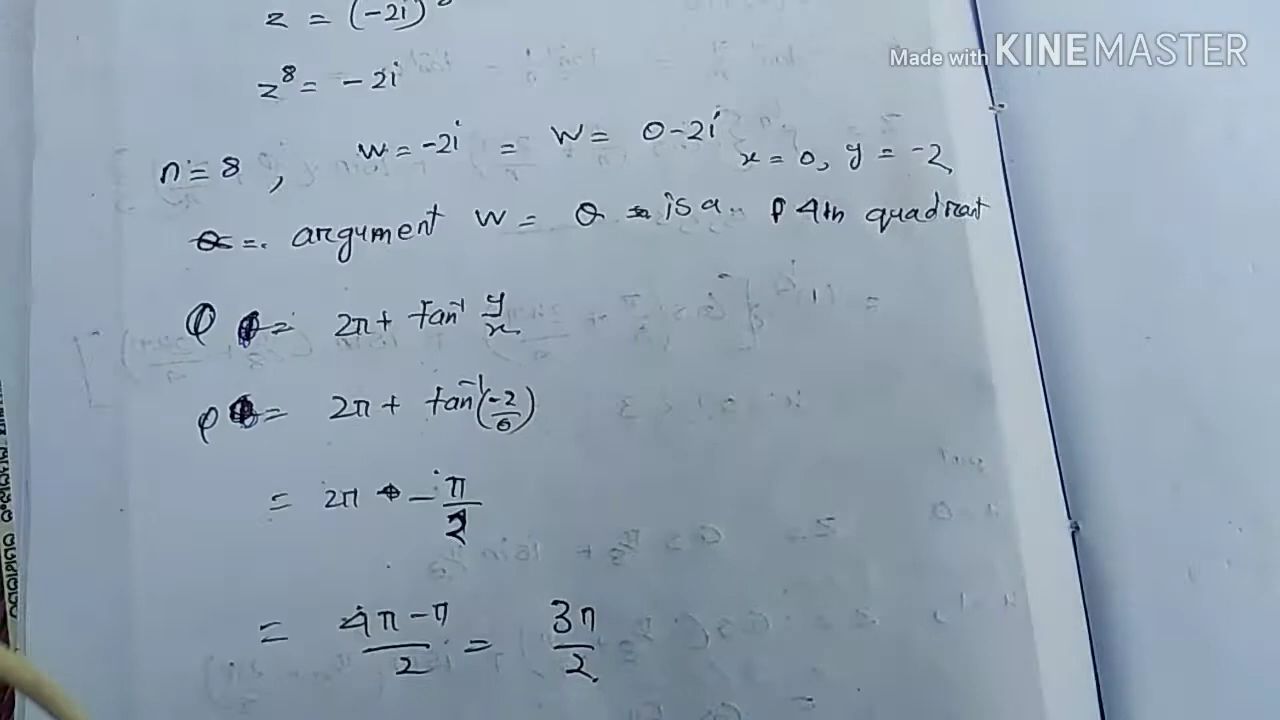 z = (-2i)
Made with KINEMASTER
z⁸ = -2i
n = 8 , w = -2i = w = 0-2i x = 0, y = -2
= argument w = θ is a 4th quadrant
φ = 2π + tan⁻¹ y/x
φ = 2π + tan⁻¹(-2/0)
= 2π - π/2
= 4π-π/2 = 3π/2